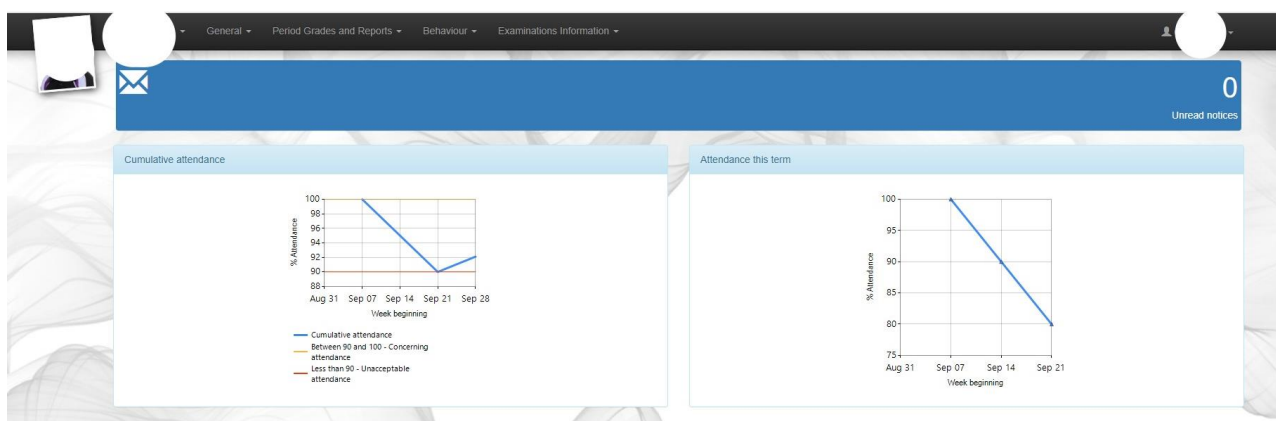 General Period Grades and Reports Behaviour Examinations Information
0
Unread notices
Cumulative attendance
100
98
96
94
92
90
88
% Attendance
Aug 31 Sep 07 Sep 14 Sep 21 Sep 28
Week beginning
Cumulative attendance
Between 90 and 100 - Concerning
attendance
Less than 90 - Unacceptable
attendance
Attendance this term
100
95
90
85
80
75
% Attendance
Aug 31 Sep 07 Sep 14 Sep 21
Week beginning